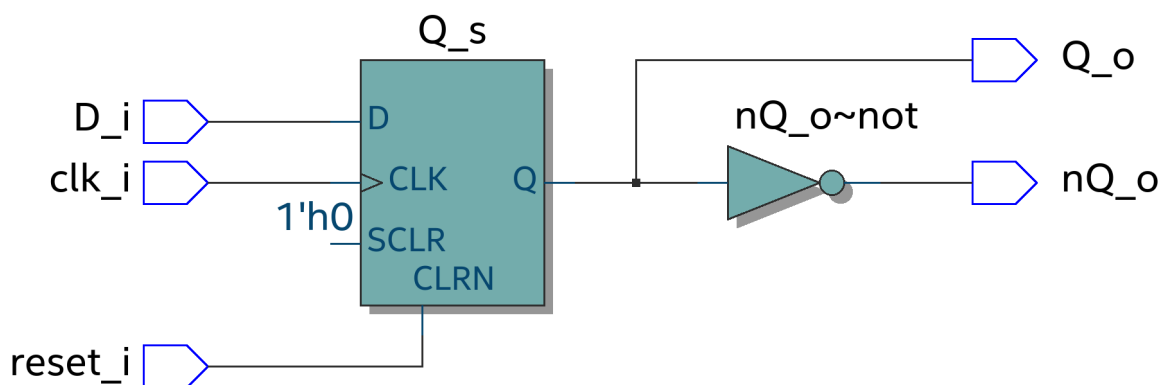 Q_s
Q_o
D_i
D
nQ_o~not
clk_i
CLK
Q
nQ_o
1'h0
SCLR
CLRN
reset_i